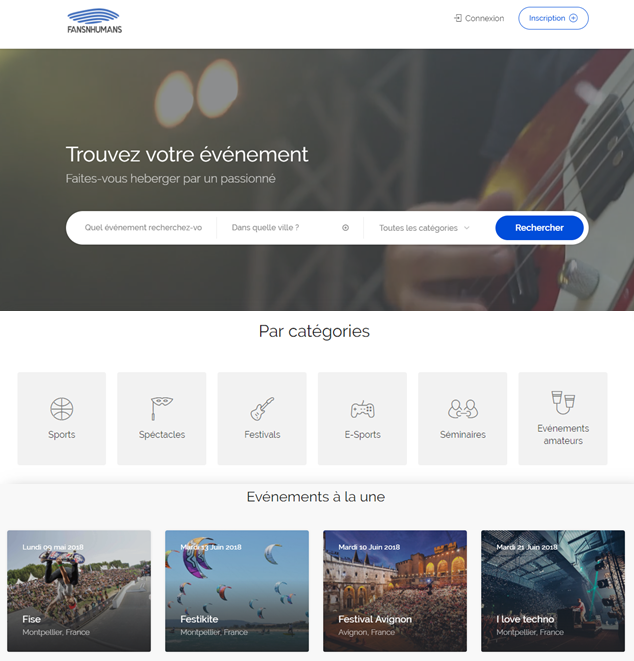 FANSNHUMANS
Connexion
Inscription
Trouvez votre événement
Faites-vous heberger par un passionné
Quel événement recherchez-vo
Dans quelle ville ?
Toutes les catégories
Rechercher
Par catégories
Sports
Spéctacles
Festivals
E-Sports
Séminaires
Evénements
amateurs
Evénements à la une
Lundi 09 mai 2018
Fise
Montpellier, France
Mardi 13 Juin 2018
Festikite
Montpellier, France
Mardi 10 Juin 2018
Festival Avignon
Avignon, France
Mardi 21 Juin 2018
I love techno
Montpellier, France